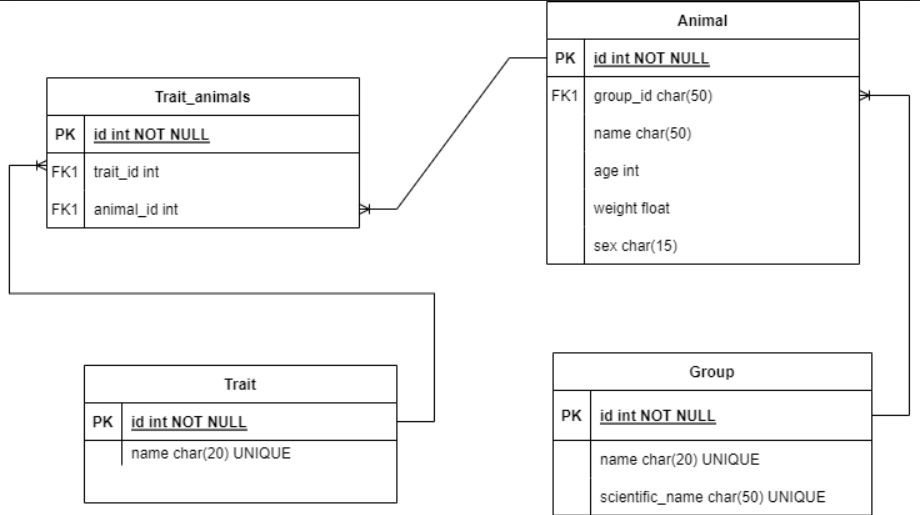 Animal
PK id int NOT NULL
FK1 group_id char(50)
name char(50)
age int
weight float
sex char(15)
Trait_animals
PK id int NOT NULL
FK1 trait_id int
FK1 animal_id int
Trait
PK id int NOT NULL
name char(20) UNIQUE
Group
PK id int NOT NULL
name char(20) UNIQUE
scientific_name char(50) UNIQUE